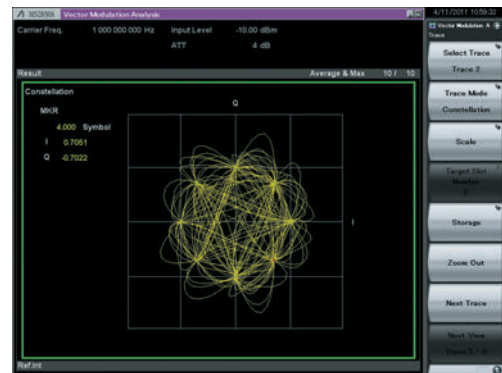 MS2690A Vector Modulation Analysis
4/11/2011 10:59:32
Carrier Freq. 1 000 000 000 Hz Input Level -10.00 dBm
ATT 4 dB
Result Average & Max 10 / 10
Constellation
MKR
4.000 Symbol
I 0.7051
Q -0.7022
Q
I
Ref.Int
Vector Modulation A
Trace
Select Trace
Trace 2
Trace Mode
Constellation
Scale
Target Slot
Number
Storage
Zoom Out
Next Trace
Next View